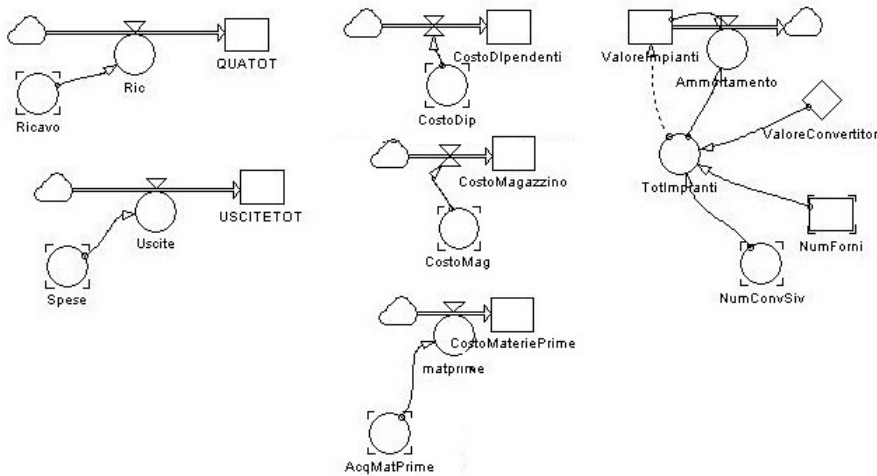 QUATOT
Ric
Ricavo
USCITETOT
Uscite
Spese
CostoDIpendenti
CostoDip
CostoMagazzino
CostoMag
CostoMateriePrime
matprime
AcqMatPrime
ValoreImpianti
Ammortamento
ValoreConvertitor
TotImpianti
NumForni
NumConvSiv